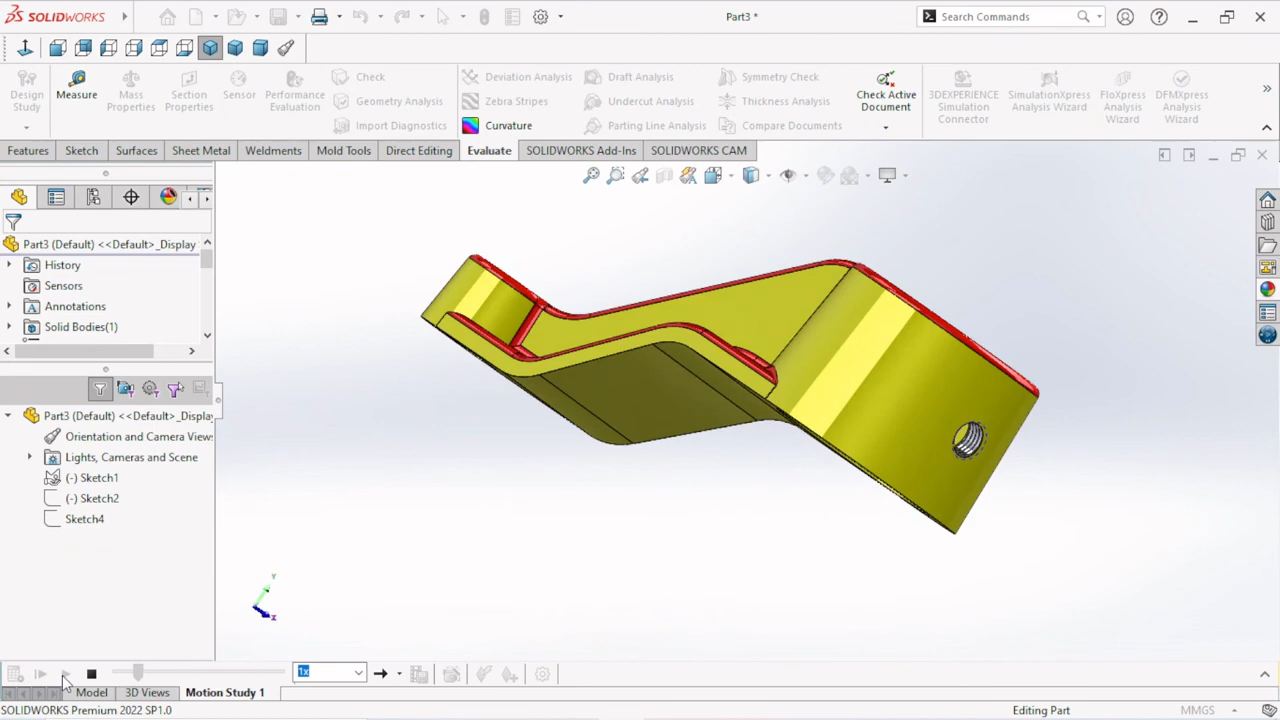 SOLIDWORKS
Part3 *
Search Commands
Design Study
Measure
Mass Properties
Section Properties
Sensor
Performance Evaluation
Check
Geometry Analysis
Import Diagnostics
Deviation Analysis
Zebra Stripes
Curvature
Draft Analysis
Undercut Analysis
Parting Line Analysis
Symmetry Check
Thickness Analysis
Compare Documents
Check Active Document
3DEXPERIENCE Simulation Connector
SimulationXpress Analysis Wizard
FloXpress Analysis Wizard
DFMXpress Analysis Wizard
Features
Sketch
Surfaces
Sheet Metal
Weldments
Mold Tools
Direct Editing
Evaluate
SOLIDWORKS Add-Ins
SOLIDWORKS CAM
Part3 (Default) <<Default>_Display
History
Sensors
Annotations
Solid Bodies(1)
Part3 (Default) <<Default>_Displa
Orientation and Camera Views
Lights, Cameras and Scene
(-) Sketch1
(-) Sketch2
Sketch4
Y
X
1x
Model
3D Views
Motion Study 1
SOLIDWORKS Premium 2022 SP1.0
Editing Part
MMGS